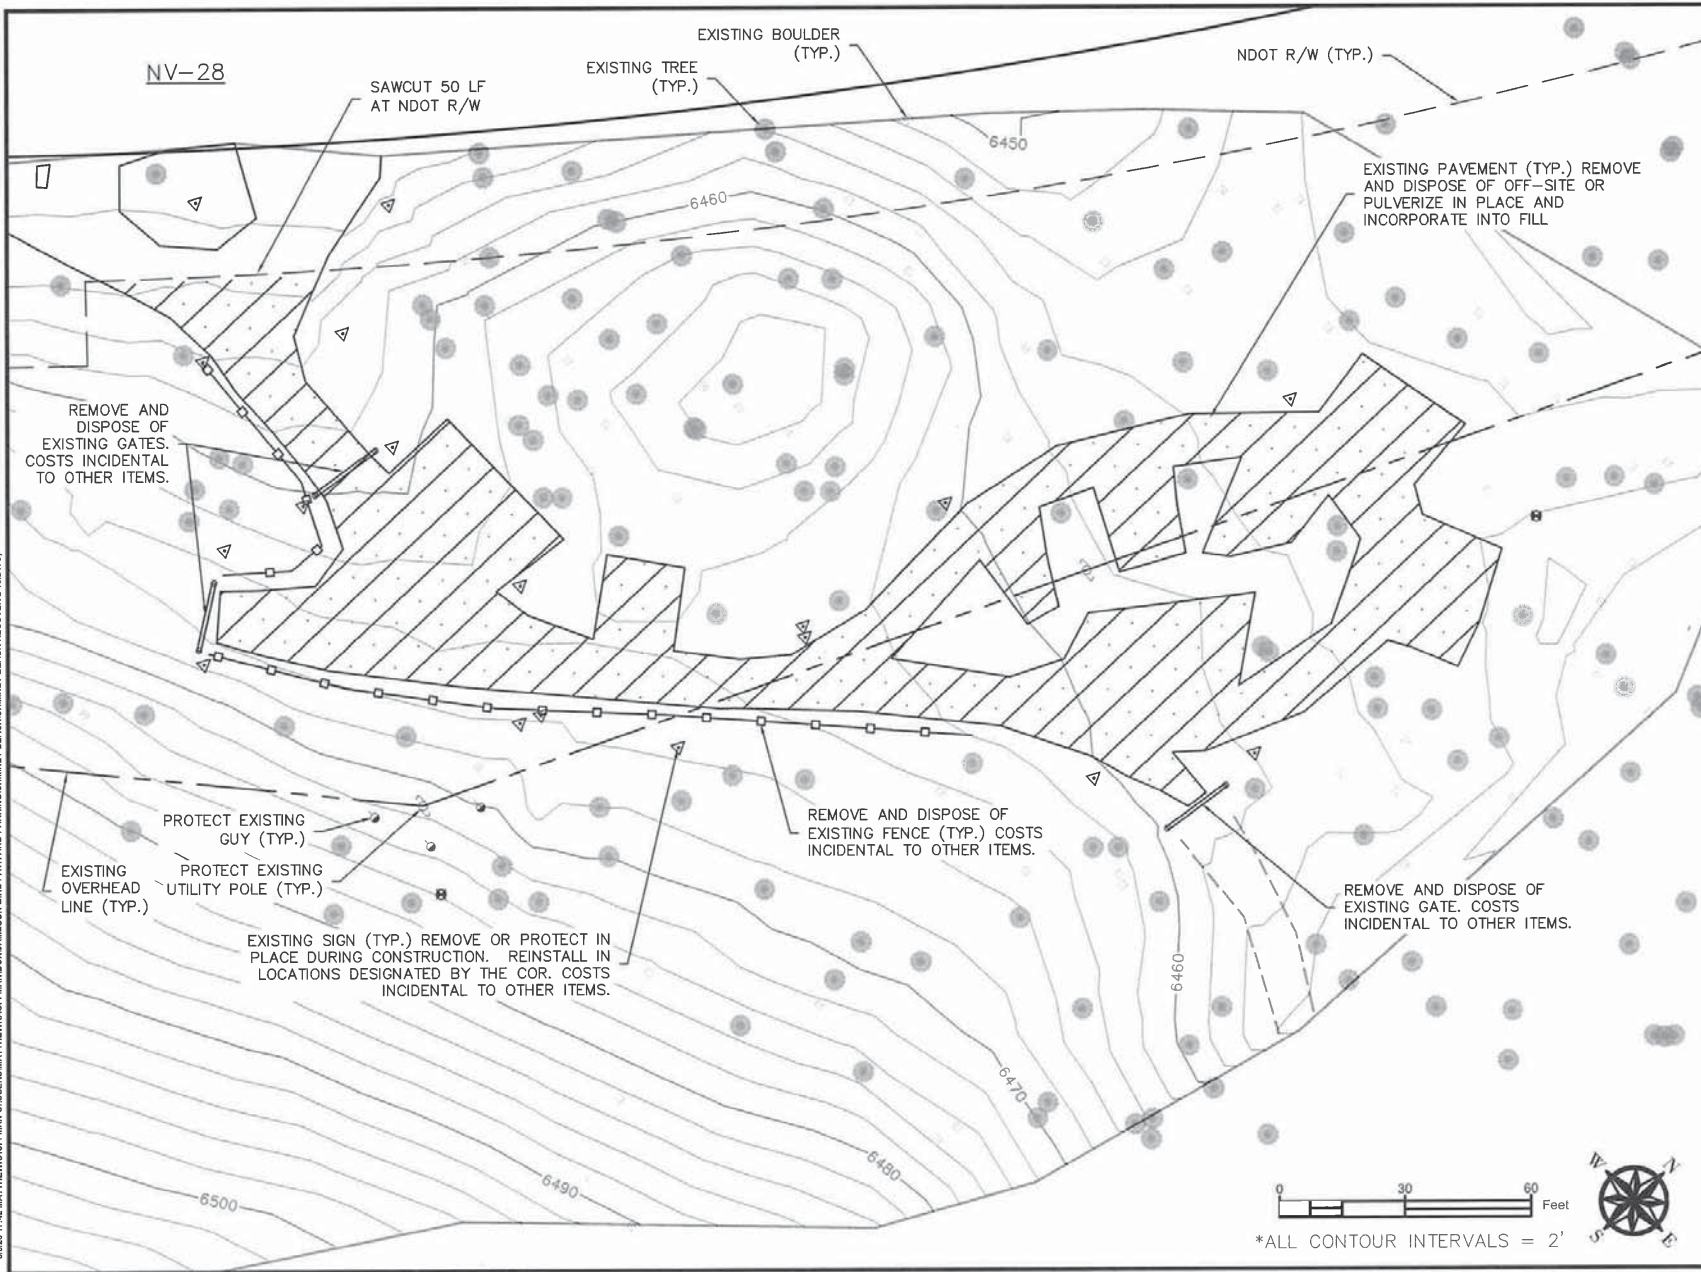 NV-28
SAWCUT 50 LF
AT NDOT R/W
EXISTING TREE
(TYP.)
EXISTING BOULDER
(TYP.)
NDOT R/W (TYP.)
6450
6460
EXISTING PAVEMENT (TYP.) REMOVE
AND DISPOSE OF OFF-SITE OR
PULVERIZE IN PLACE AND
INCORPORATE INTO FILL
REMOVE AND
DISPOSE OF
EXISTING GATES.
COSTS INCIDENTAL
TO OTHER ITEMS.
PROTECT EXISTING
GUY (TYP.)
EXISTING
OVERHEAD
LINE (TYP.)
PROTECT EXISTING
UTILITY POLE (TYP.)
REMOVE AND DISPOSE OF
EXISTING FENCE (TYP.) COSTS
INCIDENTAL TO OTHER ITEMS.
EXISTING SIGN (TYP.) REMOVE OR PROTECT IN
PLACE DURING CONSTRUCTION. REINSTALL IN
LOCATIONS DESIGNATED BY THE COR. COSTS
INCIDENTAL TO OTHER ITEMS.
REMOVE AND DISPOSE OF
EXISTING GATE. COSTS
INCIDENTAL TO OTHER ITEMS.
6460
6470
6480
6490
6500
0 30 60
Feet
*ALL CONTOUR INTERVALS = 2'
W N
S E